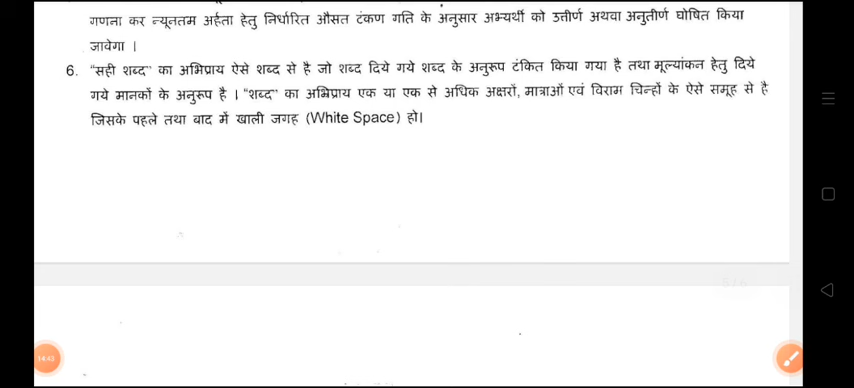 गणना कर न्यूनतम अर्हता हेतु निर्धारित औसत टंकण गति के अनुसार अभ्यर्थी को उत्तीर्ण अथवा अनुतीर्ण घोषित किया
जावेगा ।
6. "सही शब्द" का अभिप्राय ऐसे शब्द से है जो शब्द दिये गये शब्द के अनुरूप टंकित किया गया है तथा मूल्यांकन हेतु दिये
गये मानकों के अनुरूप है । "शब्द" का अभिप्राय एक या एक से अधिक अक्षरों, मात्राओं एवं विराम चिन्हों के ऐसे समूह से है
जिसके पहले तथा बाद में खाली जगह (White Space) हो।
14:43